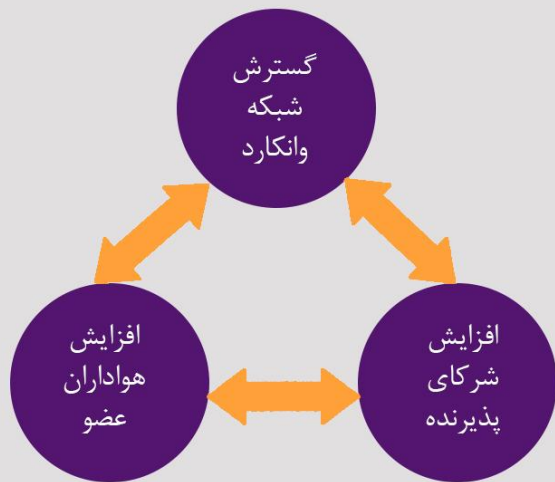 گسترش
شبکه
وانکارد
افزایش
شرکای
پذیرنده
افزایش
هواداران
عضو